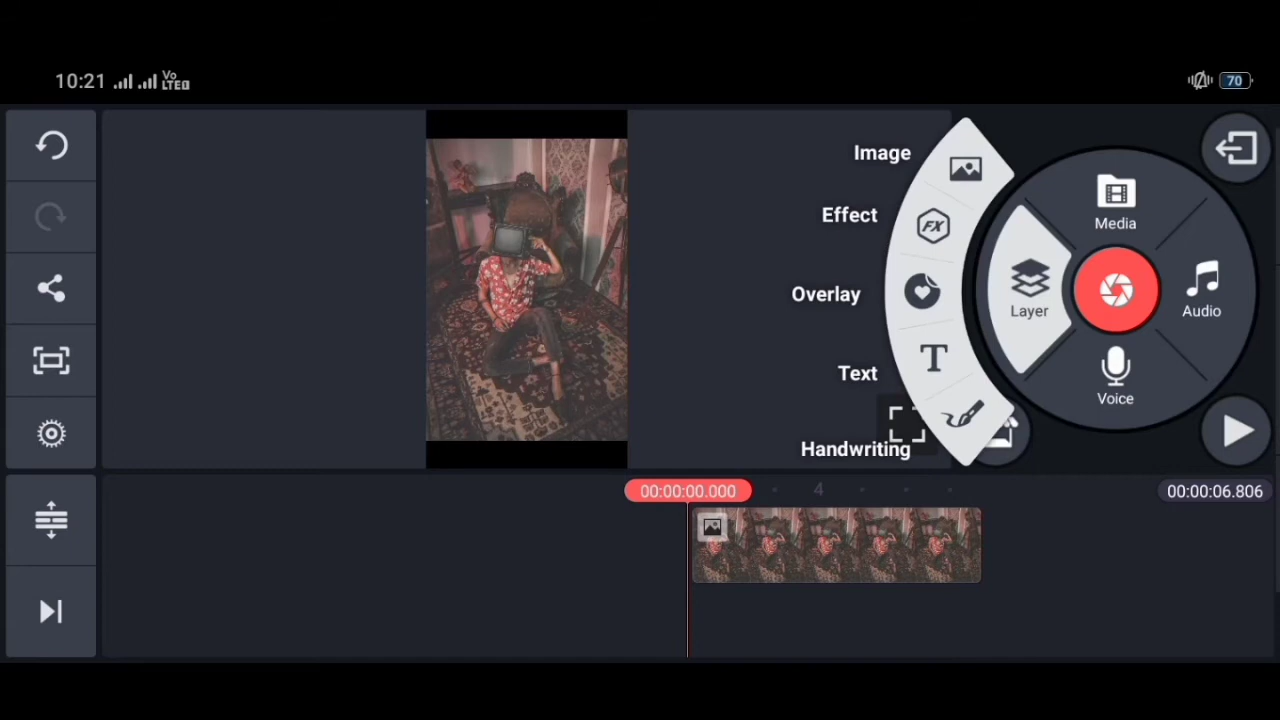 10:21 Vo LTE 70
Image
Effect
FX
Overlay
Text
T
Handwriting
Media
Layer
Audio
Voice
00:00:00.000 4 00:00:06.806